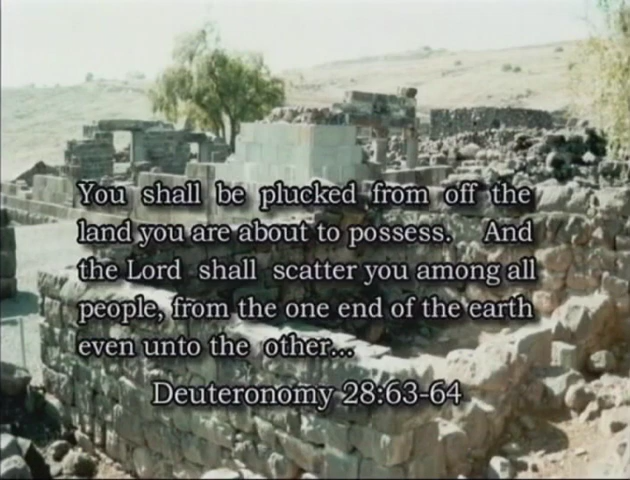 You shall be plucked from off the
land you are about to possess. And
the Lord shall scatter you among all
people, from the one end of the earth
even unto the other...
Deuteronomy 28:63-64